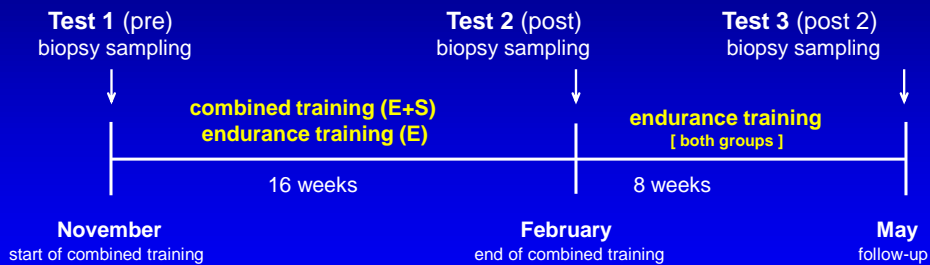 Test 1 (pre)
biopsy sampling
Test 2 (post)
biopsy sampling
Test 3 (post 2)
biopsy sampling
combined training (E+S)
endurance training (E)
endurance training
[ both groups ]
16 weeks
8 weeks
November
start of combined training
February
end of combined training
May
follow-up